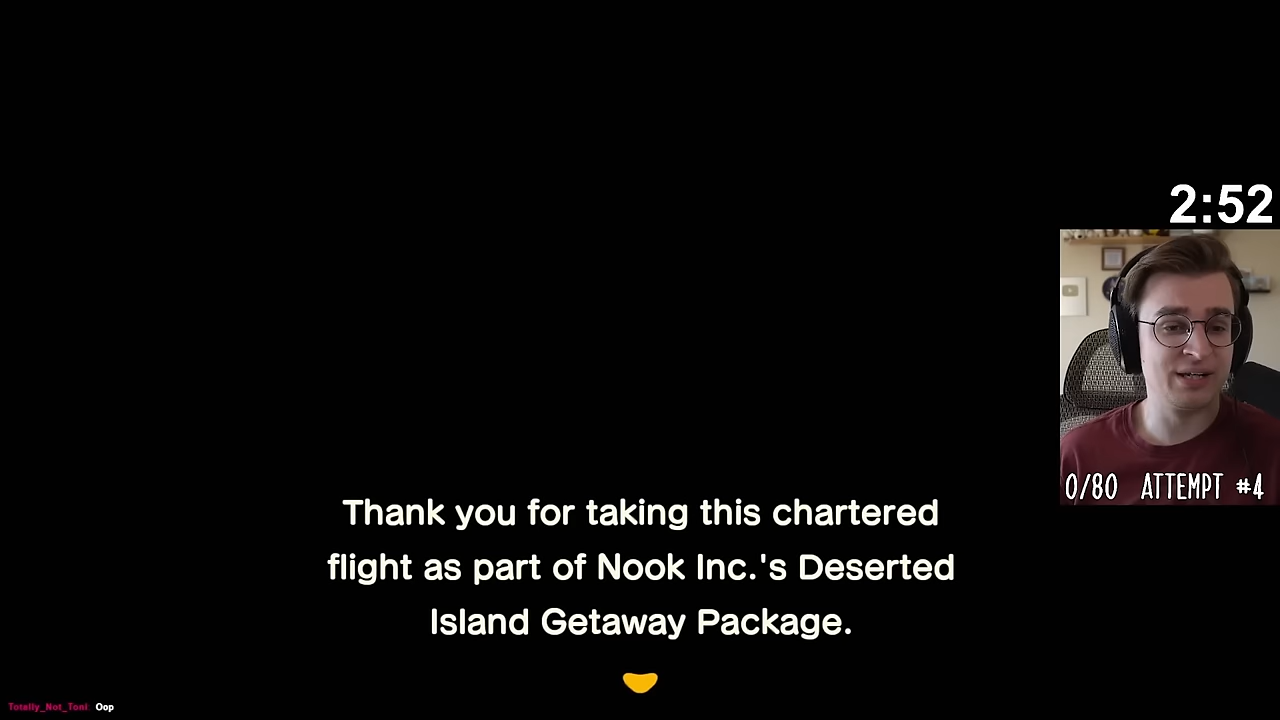 2:52
0/80 ATTEMPT #4
Thank you for taking this chartered
flight as part of Nook Inc.'s Deserted
Island Getaway Package.
Totally_Not_Toni: Oop